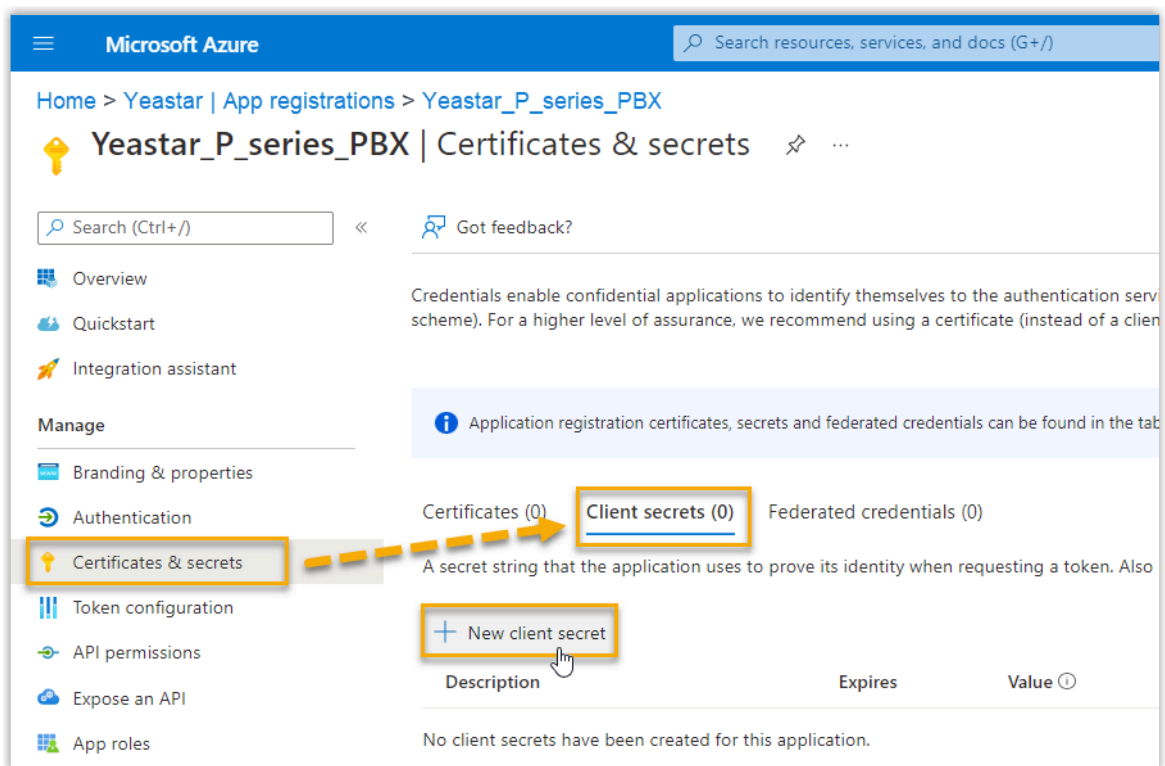 Microsoft Azure
Search resources, services, and docs (G+/)
Home > Yeastar | App registrations > Yeastar_P_series_PBX
Yeastar_P_series_PBX | Certificates & secrets
Search (Ctrl+/)
Got feedback?
Overview
Quickstart
Integration assistant
Manage
Branding & properties
Authentication
Certificates & secrets
Token configuration
API permissions
Expose an API
App roles
Credentials enable confidential applications to identify themselves to the authentication servi
scheme). For a higher level of assurance, we recommend using a certificate (instead of a clien
Application registration certificates, secrets and federated credentials can be found in the tab
Certificates (0) Client secrets (0) Federated credentials (0)
A secret string that the application uses to prove its identity when requesting a token. Also
New client secret
Description Expires Value
No client secrets have been created for this application.